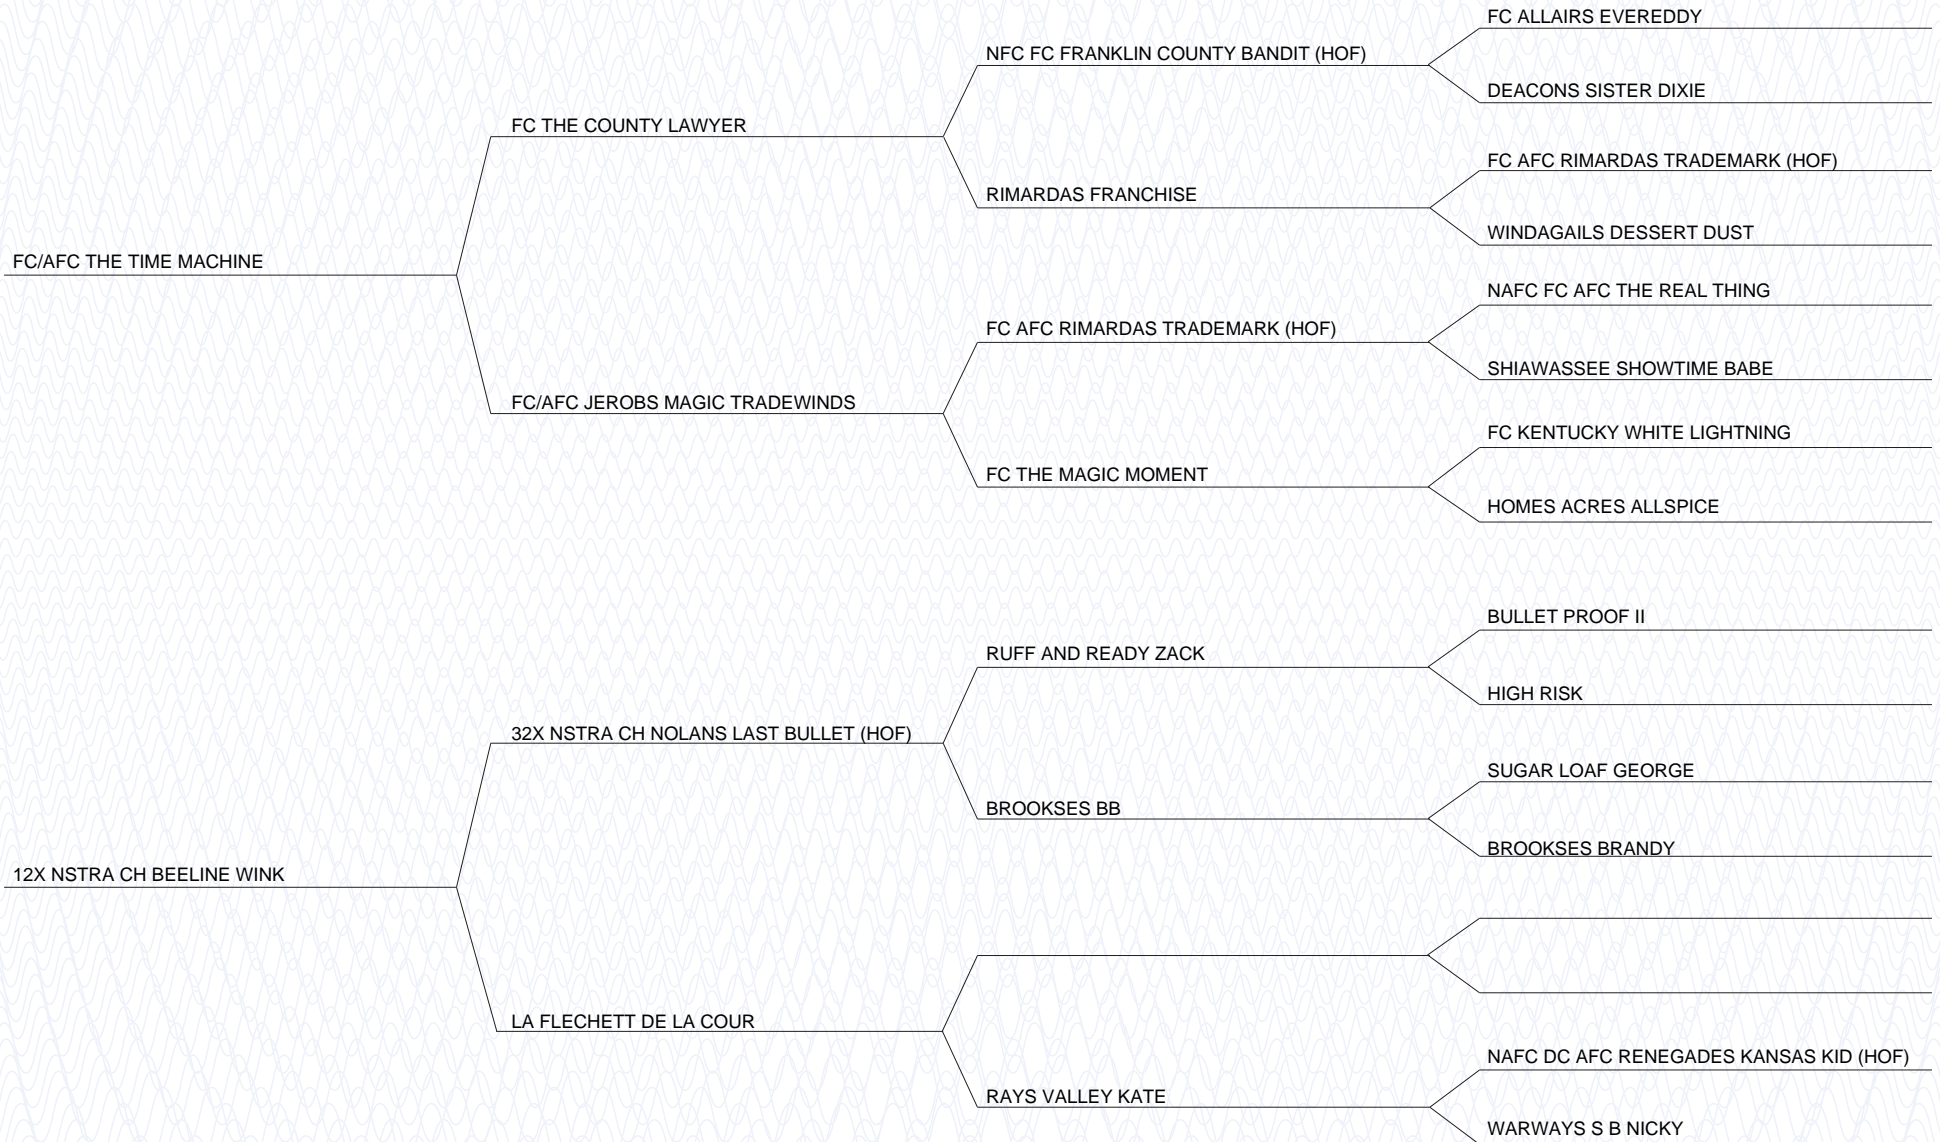 FC ALLAIRS EVEREDDY
NFC FC FRANKLIN COUNTY BANDIT (HOF)
DEACONS SISTER DIXIE
FC THE COUNTY LAWYER
FC AFC RIMARDAS TRADEMARK (HOF)
RIMARDAS FRANCHISE
WINDAGAILS DESSERT DUST
FC/AFC THE TIME MACHINE
NAFC FC AFC THE REAL THING
FC AFC RIMARDAS TRADEMARK (HOF)
SHIAWASSEE SHOWTIME BABE
FC/AFC JEROBS MAGIC TRADEWINDS
FC KENTUCKY WHITE LIGHTNING
FC THE MAGIC MOMENT
HOMES ACRES ALLSPICE
BULLET PROOF II
RUFF AND READY ZACK
HIGH RISK
32X NSTRA CH NOLANS LAST BULLET (HOF)
SUGAR LOAF GEORGE
BROOKSES BB
BROOKSES BRANDY
12X NSTRA CH BEELINE WINK
LA FLECHETT DE LA COUR
NAFC DC AFC RENEGADES KANSAS KID (HOF)
RAYS VALLEY KATE
WARWAYS S B NICKY